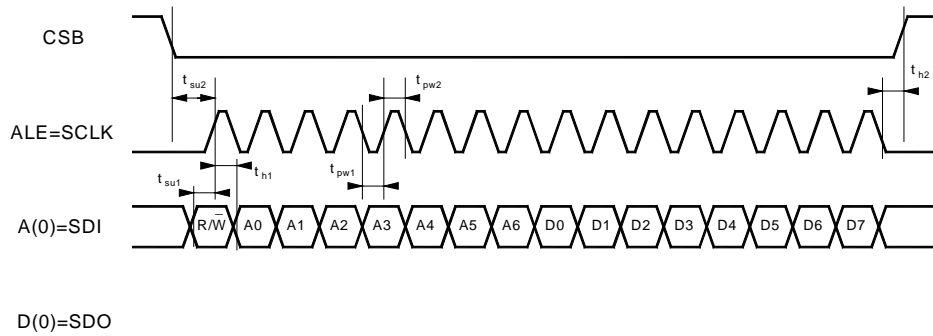 CSB
t su2
t pw2
t h2
ALE=SCLK
t su1
t h1
t pw1
A(0)=SDI
R/W̅ A0 A1 A2 A3 A4 A5 A6 D0 D1 D2 D3 D4 D5 D6 D7
D(0)=SDO